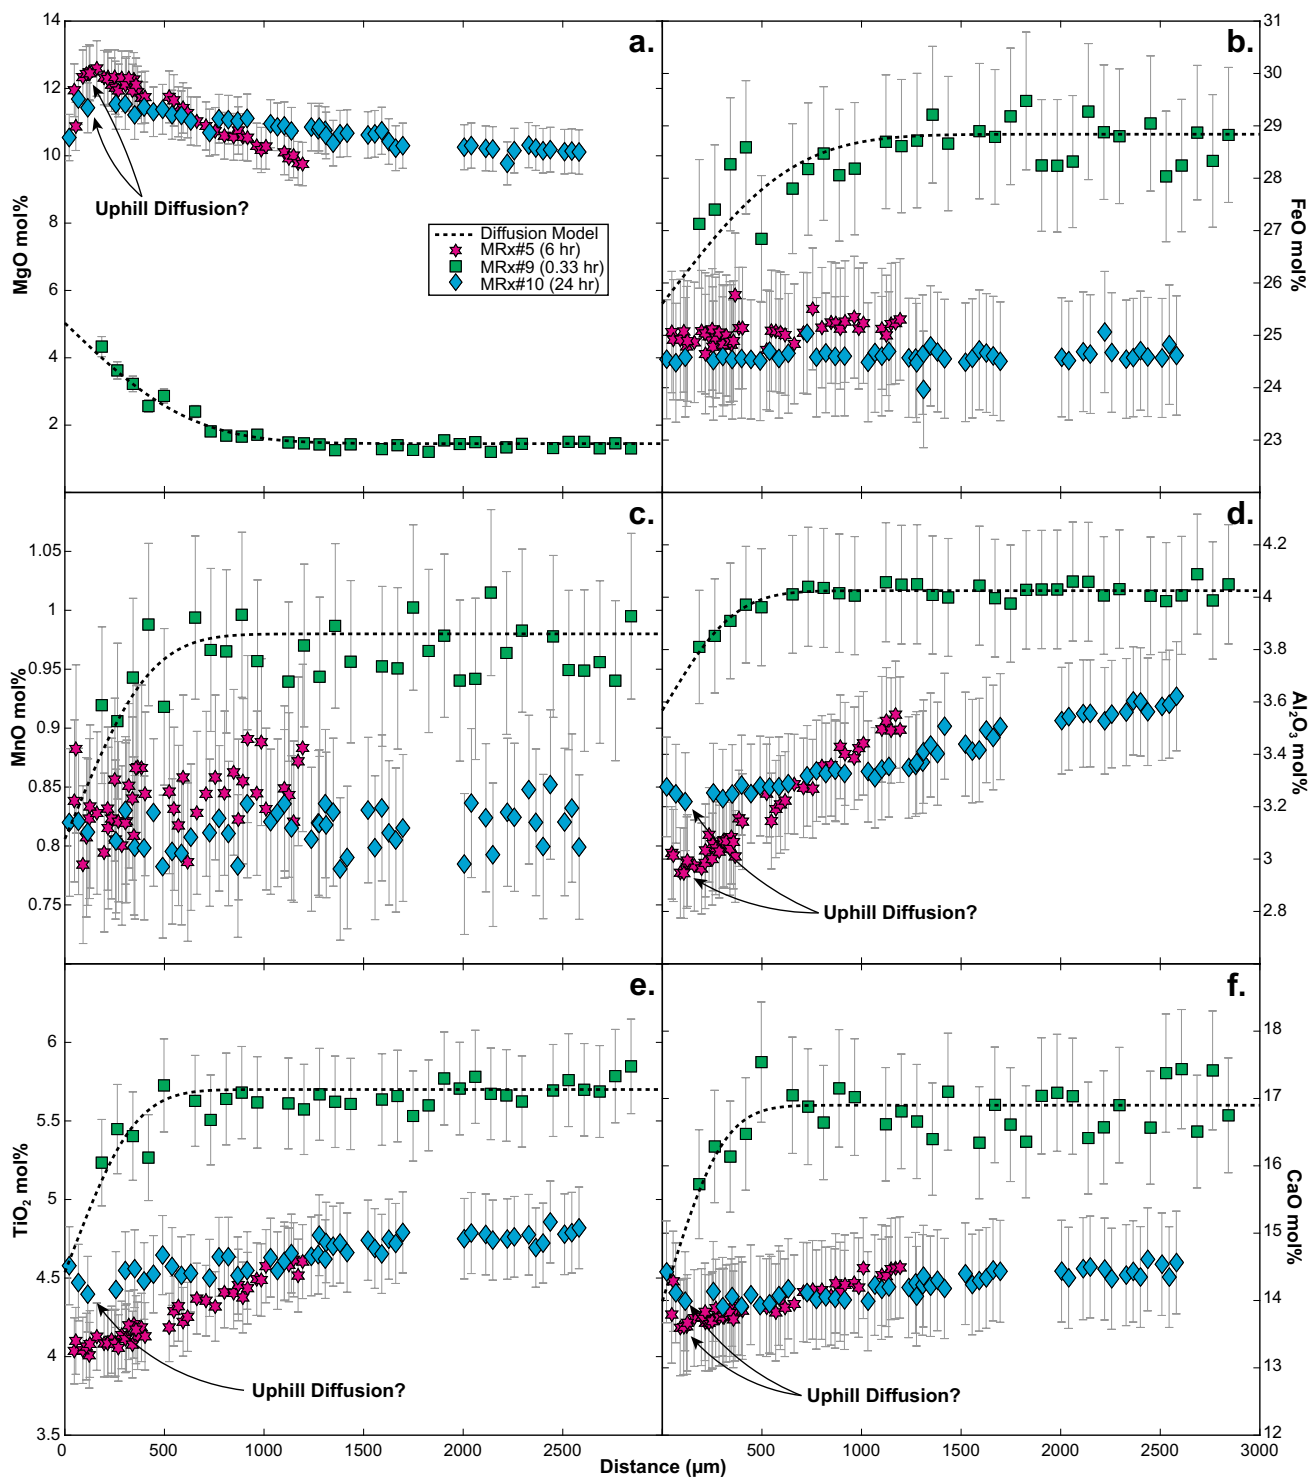 a.
14
12
10
8
6
4
2
MgO mol%
Uphill Diffusion?
Diffusion Model
MRx#5 (6 hr)
MRx#9 (0.33 hr)
MRx#10 (24 hr)
b.
31
30
29
28
27
26
25
24
23
FeO mol%
c.
1.05
1
0.95
0.9
0.85
0.8
0.75
MnO mol%
d.
4.2
4
3.8
3.6
3.4
3.2
3
2.8
Al₂O₃ mol%
Uphill Diffusion?
e.
6
5.5
5
4.5
4
3.5
TiO₂ mol%
Uphill Diffusion?
0 500 1000 1500 2000 2500
f.
18
17
16
15
14
13
12
CaO mol%
Uphill Diffusion?
500 1000 1500 2000 2500 3000
Distance (µm)